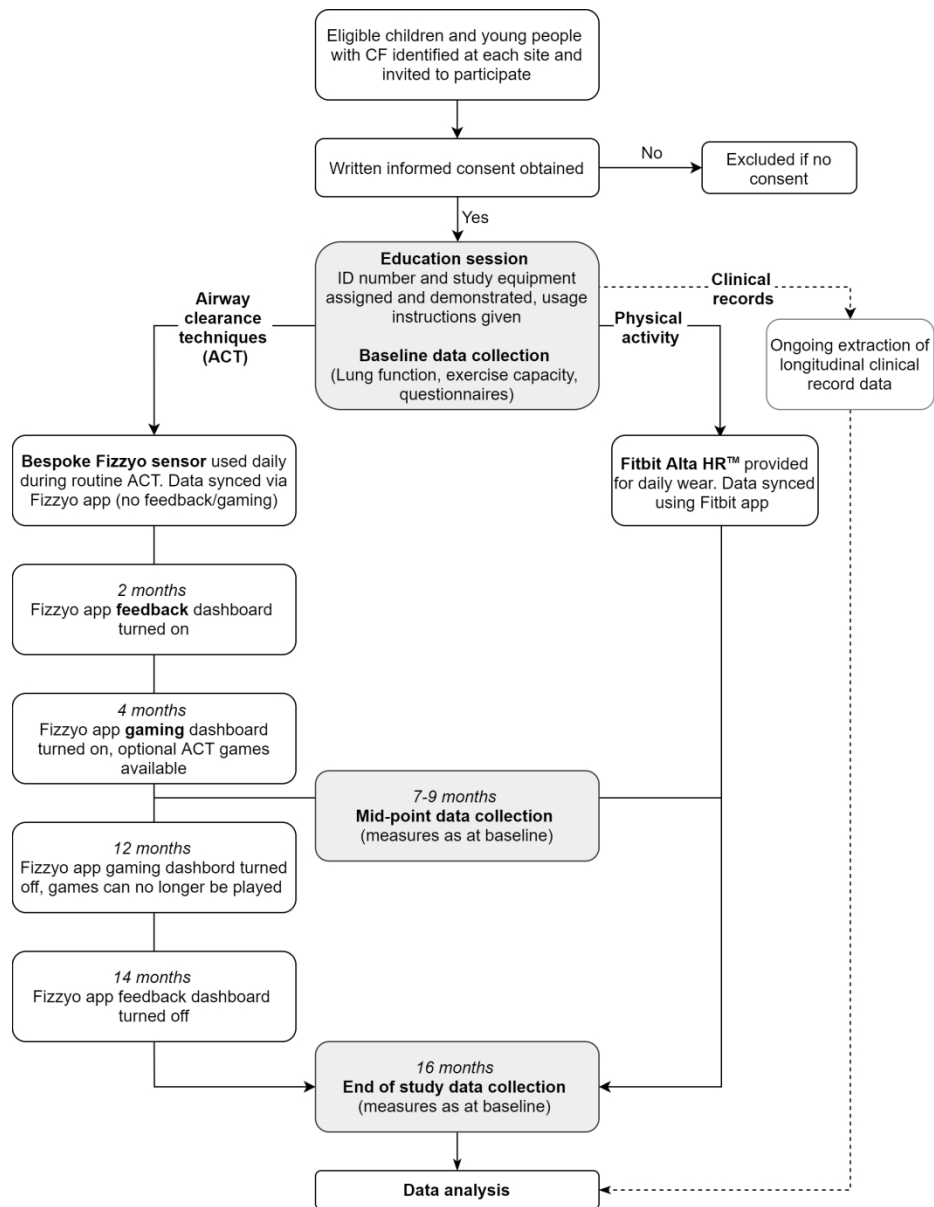 Eligible children and young people
with CF identified at each site and
invited to participate
Written informed consent obtained
No
Excluded if no
consent
Yes
Education session
ID number and study equipment
assigned and demonstrated, usage
instructions given
Baseline data collection
(Lung function, exercise capacity,
questionnaires)
Airway
clearance
techniques
(ACT)
Physical
activity
Clinical
records
Ongoing extraction of
longitudinal clinical
record data
Bespoke Fizzyo sensor used daily
during routine ACT. Data synced via
Fizzyo app (no feedback/gaming)
Fitbit Alta HR™ provided
for daily wear. Data synced
using Fitbit app
2 months
Fizzyo app feedback dashboard
turned on
4 months
Fizzyo app gaming dashboard
turned on, optional ACT games
available
7-9 months
Mid-point data collection
(measures as at baseline)
12 months
Fizzyo app gaming dashbord turned
off, games can no longer be played
14 months
Fizzyo app feedback dashboard
turned off
16 months
End of study data collection
(measures as at baseline)
Data analysis